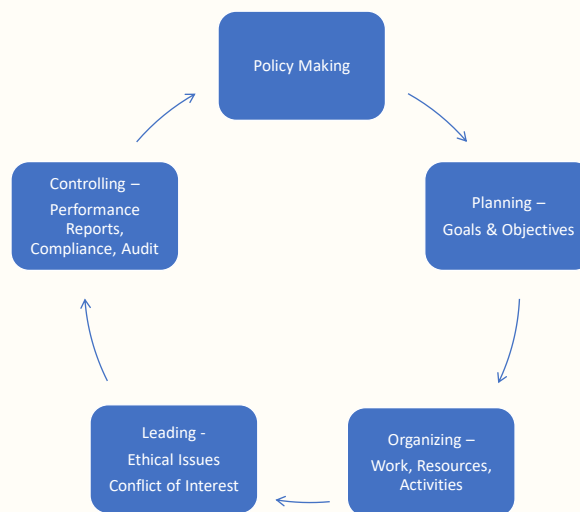 Policy Making
Planning –
Goals & Objectives
Organizing –
Work, Resources,
Activities
Leading -
Ethical Issues
Conflict of Interest
Controlling –
Performance
Reports,
Compliance, Audit